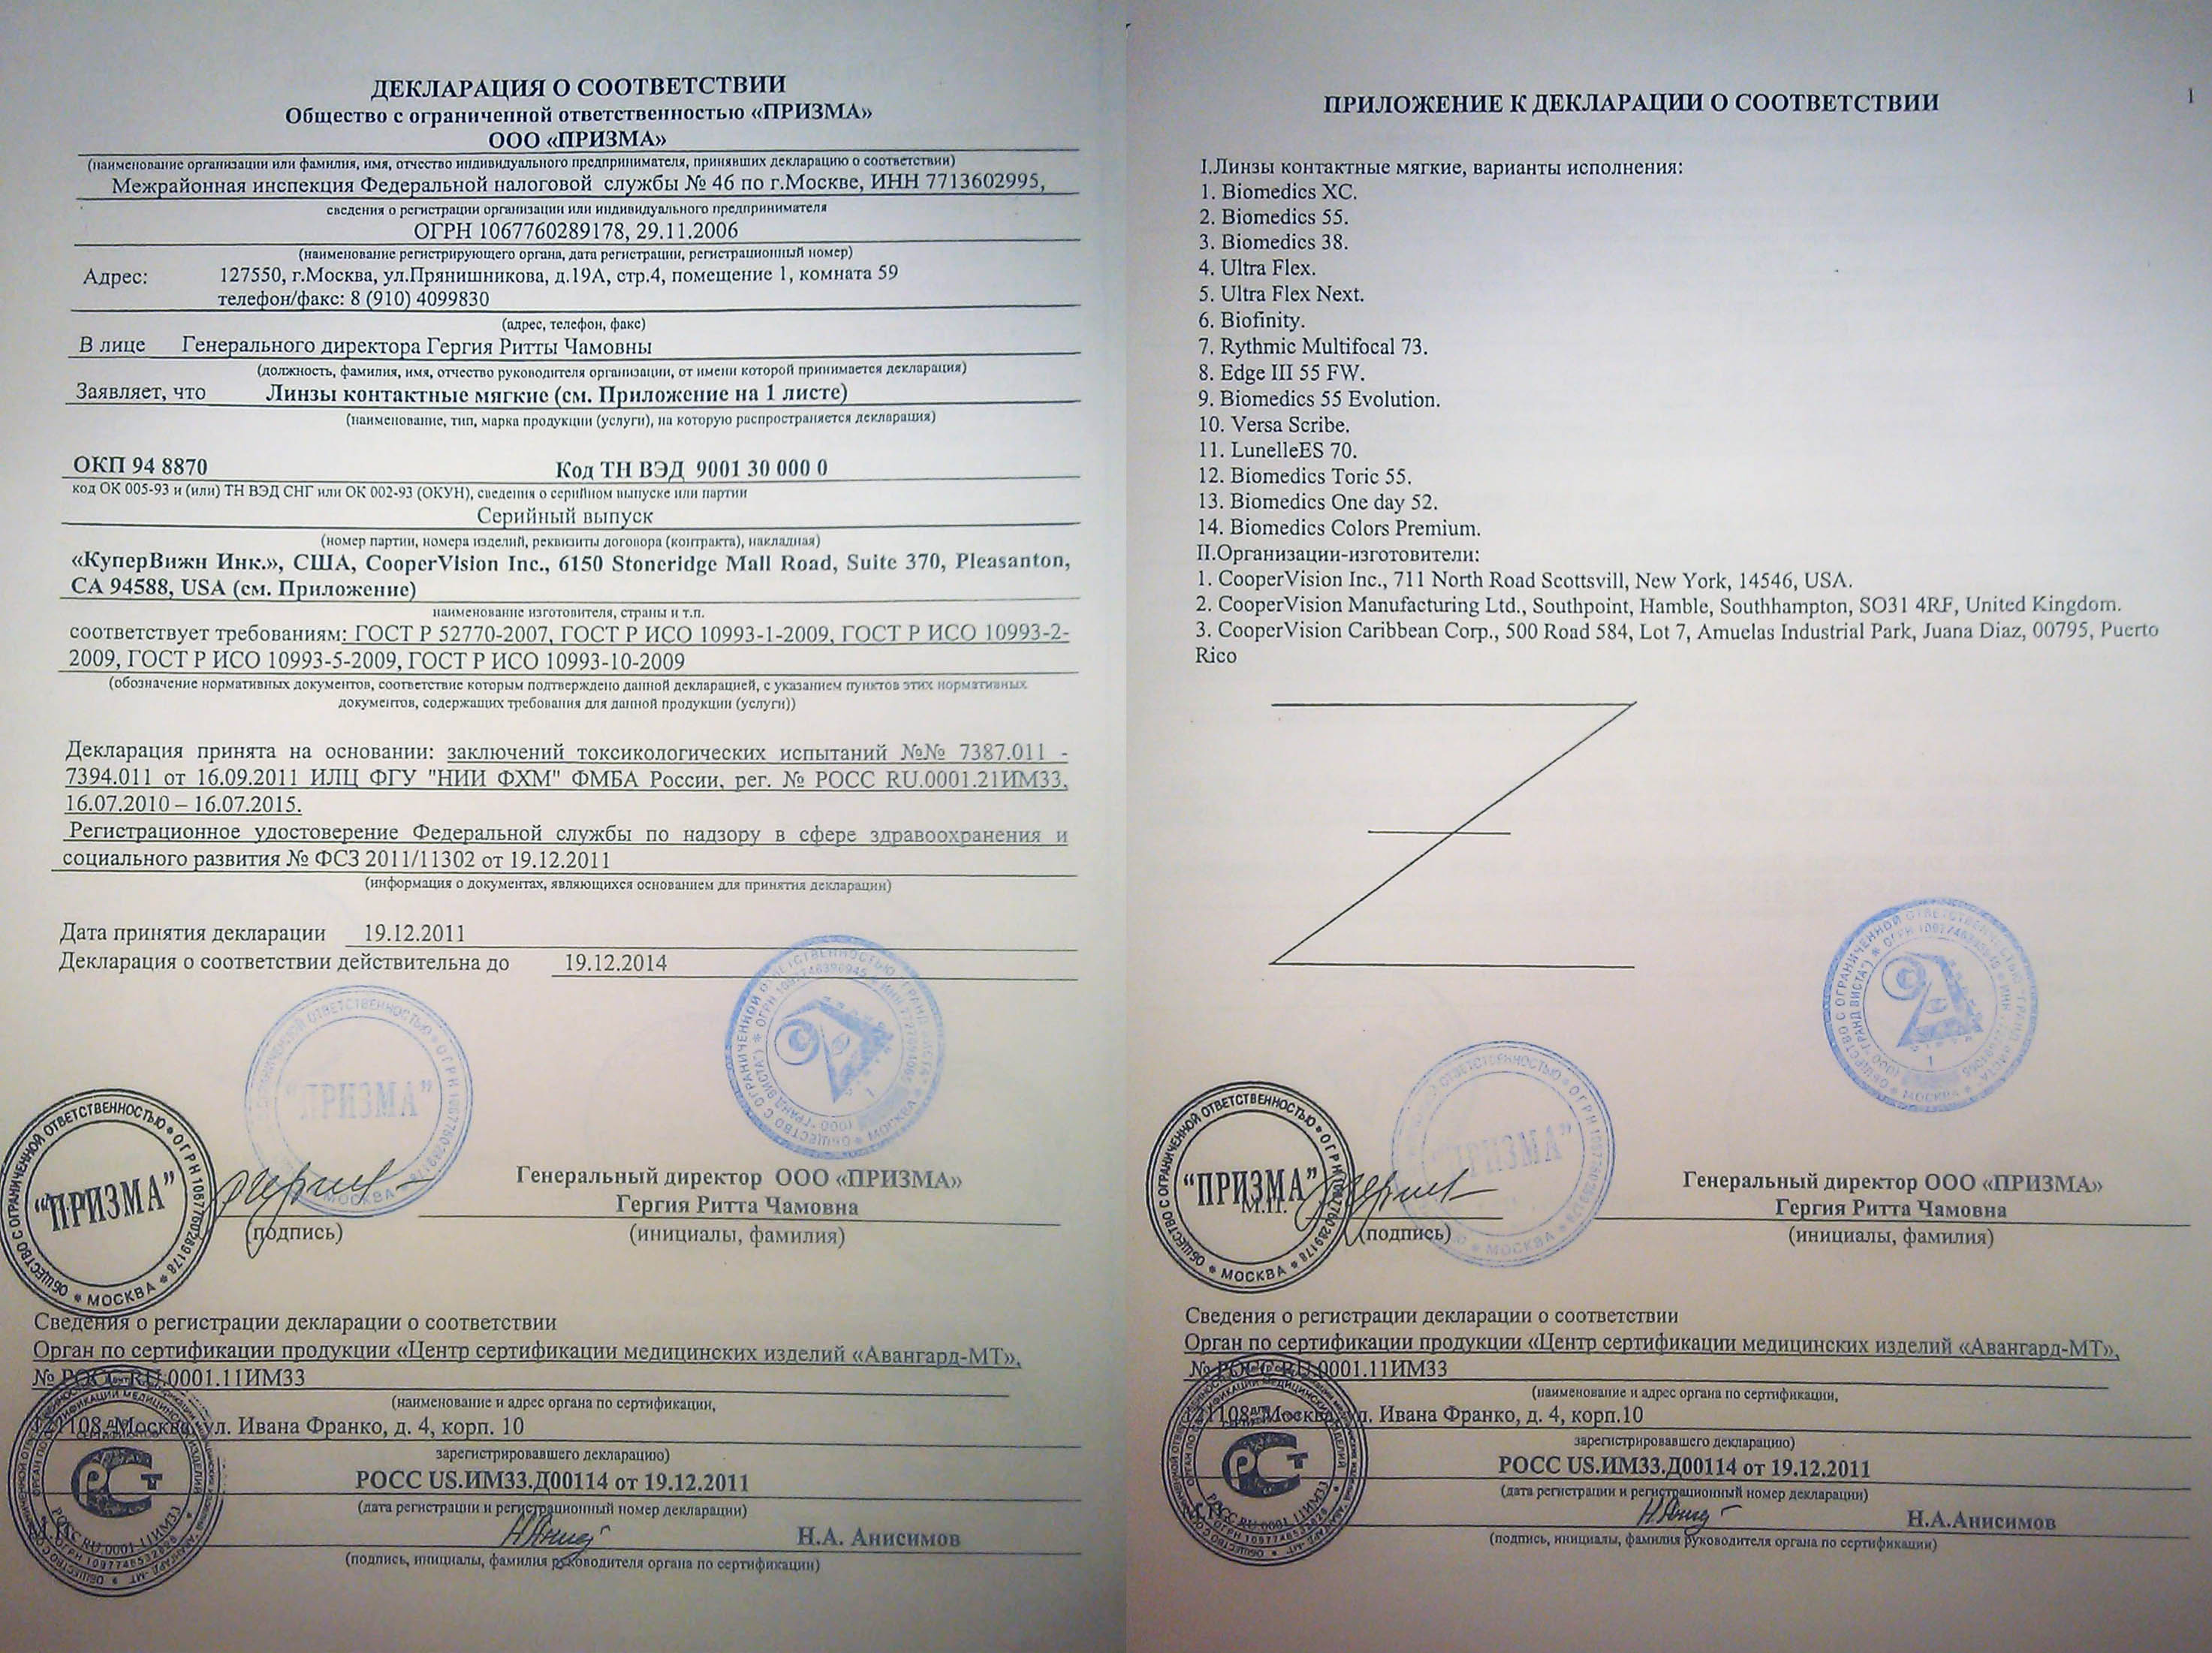 ДЕКЛАРАЦИЯ О СООТВЕТСТВИИ
Общество с ограниченной ответственностью «ПРИЗМА»
ООО «ПРИЗМА»
(наименование организации или фамилия, имя, отчество индивидуального предпринимателя, принявших декларацию о соответствии)
Межрайонная инспекция Федеральной налоговой службы № 46 по г.Москве, ИНН 7713602995,
сведения о регистрации организации или индивидуального предпринимателя
ОГРН 1067760289178, 29.11.2006
(наименование регистрирующего органа, дата регистрации, регистрационный номер)
Адрес: 127550, г.Москва, ул.Прянишникова, д.19А, стр.4, помещение 1, комната 59
телефон/факс: 8 (910) 4099830
(адрес, телефон, факс)
В лице Генерального директора Гергия Ритты Чамовны
(должность, фамилия, имя, отчество руководителя организации, от имени которой принимается декларация)
Заявляет, что Линзы контактные мягкие (см. Приложение на 1 листе)
(наименование, тип, марка продукции (услуги), на которую распространяется декларация)
ОКП 94 8870 Код ТН ВЭД 9001 30 000 0
код ОК 005-93 и (или) ТН ВЭД СНГ или ОК 002-93 (ОКУН), сведения о серийном выпуске или партии
Серийный выпуск
(номер партии, номера изделий, реквизиты договора (контракта), накладная)
«КуперВижн Инк.», США, CooperVision Inc., 6150 Stoneridge Mall Road, Suite 370, Pleasanton,
CA 94588, USA (см. Приложение)
наименование изготовителя, страны и т.п.
соответствует требованиям: ГОСТ Р 52770-2007, ГОСТ Р ИСО 10993-1-2009, ГОСТ Р ИСО 10993-2-
2009, ГОСТ Р ИСО 10993-5-2009, ГОСТ Р ИСО 10993-10-2009
(обозначение нормативных документов, соответствие которым подтверждено данной декларацией, с указанием пунктов этих нормативных
документов, содержащих требования для данной продукции (услуги))
Декларация принята на основании: заключений токсикологических испытаний №№ 7387.011 -
7394.011 от 16.09.2011 ИЛЦ ФГУ "НИИ ФХМ" ФМБА России, рег. № РОСС RU.0001.21ИМ33,
16.07.2010 – 16.07.2015.
Регистрационное удостоверение Федеральной службы по надзору в сфере здравоохранения и
социального развития № ФСЗ 2011/11302 от 19.12.2011
(информация о документах, являющихся основанием для принятия декларации)
Дата принятия декларации 19.12.2011
Декларация о соответствии действительна до 19.12.2014
"ПРИЗМА"
"ПРИЗМА"
ОБЩЕСТВО С ОГРАНИЧЕННОЙ ОТВЕТСТВЕННОСТЬЮ * ОГРН 1067760289178 * МОСКВА *
Генеральный директор ООО «ПРИЗМА»
Гергия Ритта Чамовна
(подпись) (инициалы, фамилия)
Сведения о регистрации декларации о соответствии
Орган по сертификации продукции «Центр сертификации медицинских изделий «Авангард-МТ»,
№ РОСС RU.0001.11ИМ33
(наименование и адрес органа по сертификации,
121108, Москва, ул. Ивана Франко, д. 4, корп. 10
зарегистрировавшего декларацию)
РОСС US.ИМ33.Д00114 от 19.12.2011
(дата регистрации и регистрационный номер декларации)
М.П. Н.А. Анисимов
(подпись, инициалы, фамилия руководителя органа по сертификации)
1
ПРИЛОЖЕНИЕ К ДЕКЛАРАЦИИ О СООТВЕТСТВИИ
I.Линзы контактные мягкие, варианты исполнения:
1. Biomedics XC.
2. Biomedics 55.
3. Biomedics 38.
4. Ultra Flex.
5. Ultra Flex Next.
6. Biofinity.
7. Rythmic Multifocal 73.
8. Edge III 55 FW.
9. Biomedics 55 Evolution.
10. Versa Scribe.
11. LunelleES 70.
12. Biomedics Toric 55.
13. Biomedics One day 52.
14. Biomedics Colors Premium.
II.Организации-изготовители:
1. CooperVision Inc., 711 North Road Scottsvill, New York, 14546, USA.
2. CooperVision Manufacturing Ltd., Southpoint, Hamble, Southhampton, SO31 4RF, United Kingdom.
3. CooperVision Caribbean Corp., 500 Road 584, Lot 7, Amuelas Industrial Park, Juana Diaz, 00795, Puerto
Rico
"ПРИЗМА"
"ПРИЗМА"
ОБЩЕСТВО С ОГРАНИЧЕННОЙ ОТВЕТСТВЕННОСТЬЮ * ОГРН 1067760289178 * МОСКВА *
Генеральный директор ООО «ПРИЗМА»
М.П. Гергия Ритта Чамовна
(подпись) (инициалы, фамилия)
Сведения о регистрации декларации о соответствии
Орган по сертификации продукции «Центр сертификации медицинских изделий «Авангард-МТ»,
№ РОСС RU.0001.11ИМ33
(наименование и адрес органа по сертификации,
121108, Москва, ул. Ивана Франко, д. 4, корп.10
зарегистрировавшего декларацию)
РОСС US.ИМ33.Д00114 от 19.12.2011
(дата регистрации и регистрационный номер декларации)
Н.А.Анисимов
(подпись, инициалы, фамилия руководителя органа по сертификации)